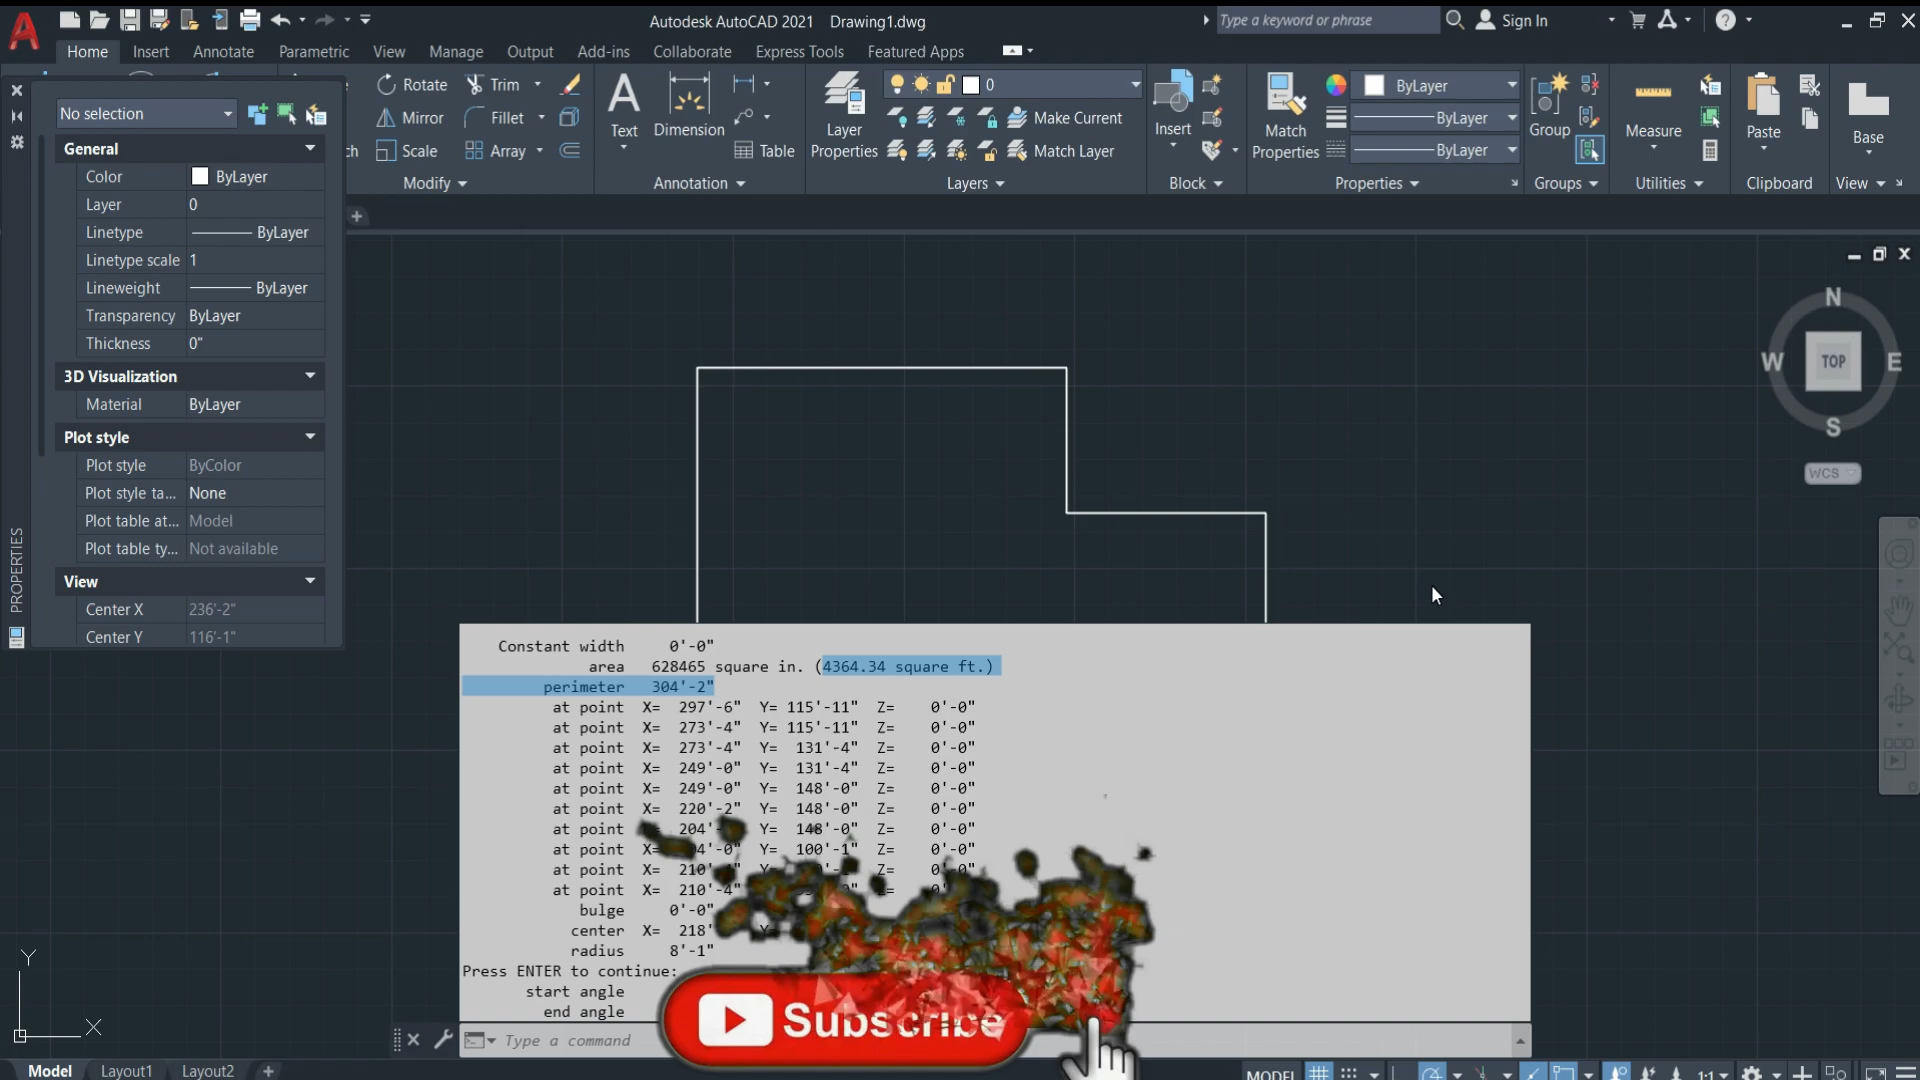 Autodesk AutoCAD 2021 Drawing1.dwg
Type a keyword or phrase
Sign In
Home Insert Annotate Parametric View Manage Output Add-ins Collaborate Express Tools Featured Apps
No selection
Rotate Trim
Mirror Fillet
Scale Array
Modify
Text Dimension
Table
Annotation
Layer
Properties
0
Make Current
Match Layer
Layers
Insert
Block
Match
Properties
ByLayer
ByLayer
ByLayer
Properties
Group
Groups
Measure
Utilities
Paste
Clipboard
Base
View
General
Color ByLayer
Layer 0
Linetype ByLayer
Linetype scale 1
Lineweight ByLayer
Transparency ByLayer
Thickness 0"
3D Visualization
Material ByLayer
Plot style
Plot style ByColor
Plot style ta... None
Plot table at... Model
Plot table ty... Not available
View
Center X 236'-2"
Center Y 116'-1"
PROPERTIES
N
W TOP E
S
WCS
Constant width 0'-0"
area 628465 square in. (4364.34 square ft.)
perimeter 304'-2"
at point X= 297'-6" Y= 115'-11" Z= 0'-0"
at point X= 273'-4" Y= 115'-11" Z= 0'-0"
at point X= 273'-4" Y= 131'-4" Z= 0'-0"
at point X= 249'-0" Y= 131'-4" Z= 0'-0"
at point X= 249'-0" Y= 148'-0" Z= 0'-0"
at point X= 220'-2" Y= 148'-0" Z= 0'-0"
at point 204' Y= 148'-0" Z= 0'-0"
at point Y= 100'-1" Z= 0'-0"
at point X= 210'
at point X= 210'-4"
bulge 0'-0"
center X= 218'
radius 8'-1"
Press ENTER to continue:
start angle
end angle
Type a command
Subscribe
Y
X
Model Layout1 Layout2
MODEL 1:1